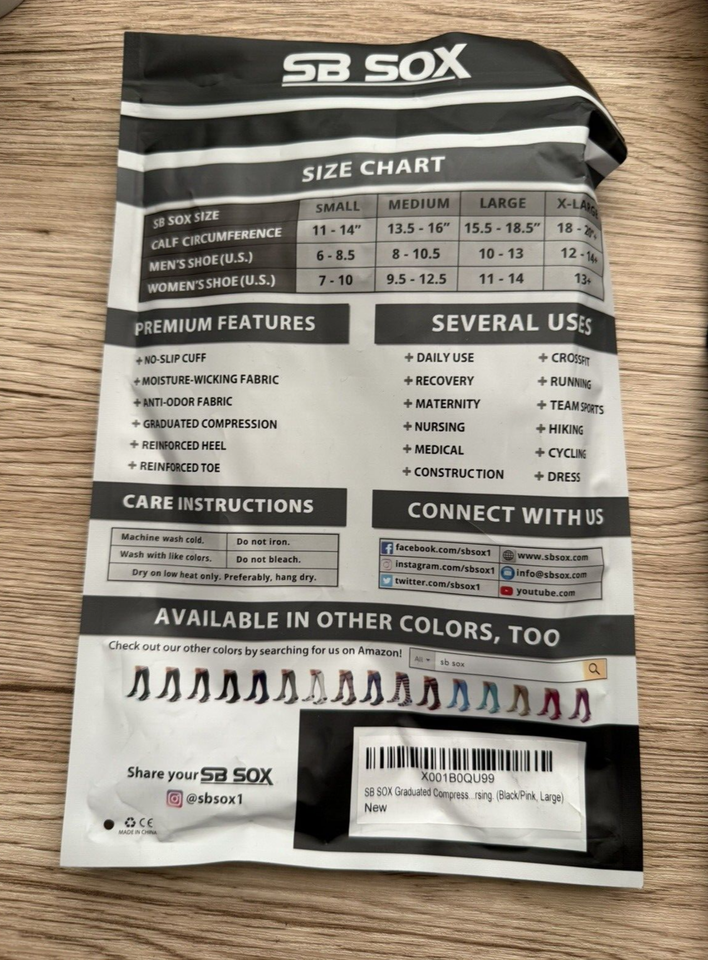 SB SOX
SIZE CHART
SB SOX SIZE SMALL MEDIUM LARGE
CALF CIRCUMFERENCE 11 - 14" 13.5 - 16" 15.5 - 18.5"
MEN'S SHOE (U.S.) 6 - 8.5 8 - 10.5 10 - 13 12 - 14+
WOMEN'S SHOE (U.S.) 7 - 10 9.5 - 12.5 11 - 14 13+
PREMIUM FEATURES
+ NO-SLIP CUFF
+ MOISTURE-WICKING FABRIC
+ ANTI-ODOR FABRIC
+ GRADUATED COMPRESSION
+ REINFORCED HEEL
+ REINFORCED TOE
SEVERAL USES
+ DAILY USE + CROSSFIT
+ RECOVERY + RUNNING
+ MATERNITY + TEAM SPORTS
+ NURSING + HIKING
+ MEDICAL + CYCLING
+ CONSTRUCTION + DRESS
CARE INSTRUCTIONS
Machine wash cold. Do not iron.
Wash with like colors. Do not bleach.
Dry on low heat only. Preferably, hang dry.
CONNECT WITH US
facebook.com/sbsox1 www.sbsox.com
instagram.com/sbsox1 info@sbsox.com
twitter.com/sbsox1 youtube.com
AVAILABLE IN OTHER COLORS, TOO
Check out our other colors by searching for us on Amazon! All sb sox
Share your SB SOX
@sbsox1
CE
MADE IN CHINA
X001B0QU99
SB SOX Graduated Compress...rsing. (Black/Pink, Large)
New